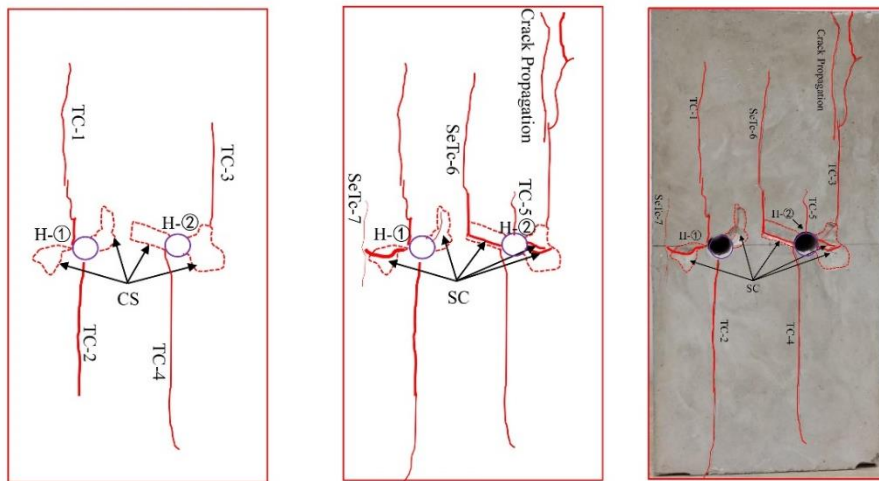 TC-1
TC-3
H-①
H-②
CS
TC-2
TC-4
Crack Propagation
SeTc-6
TC-5
SeTc-7
H-①
H-②
SC
Crack Propagation
TC-1
SeTc-6
TC-3
SeTc-7
H-②
TC-5
H-①
SC
TC-2
TC-4